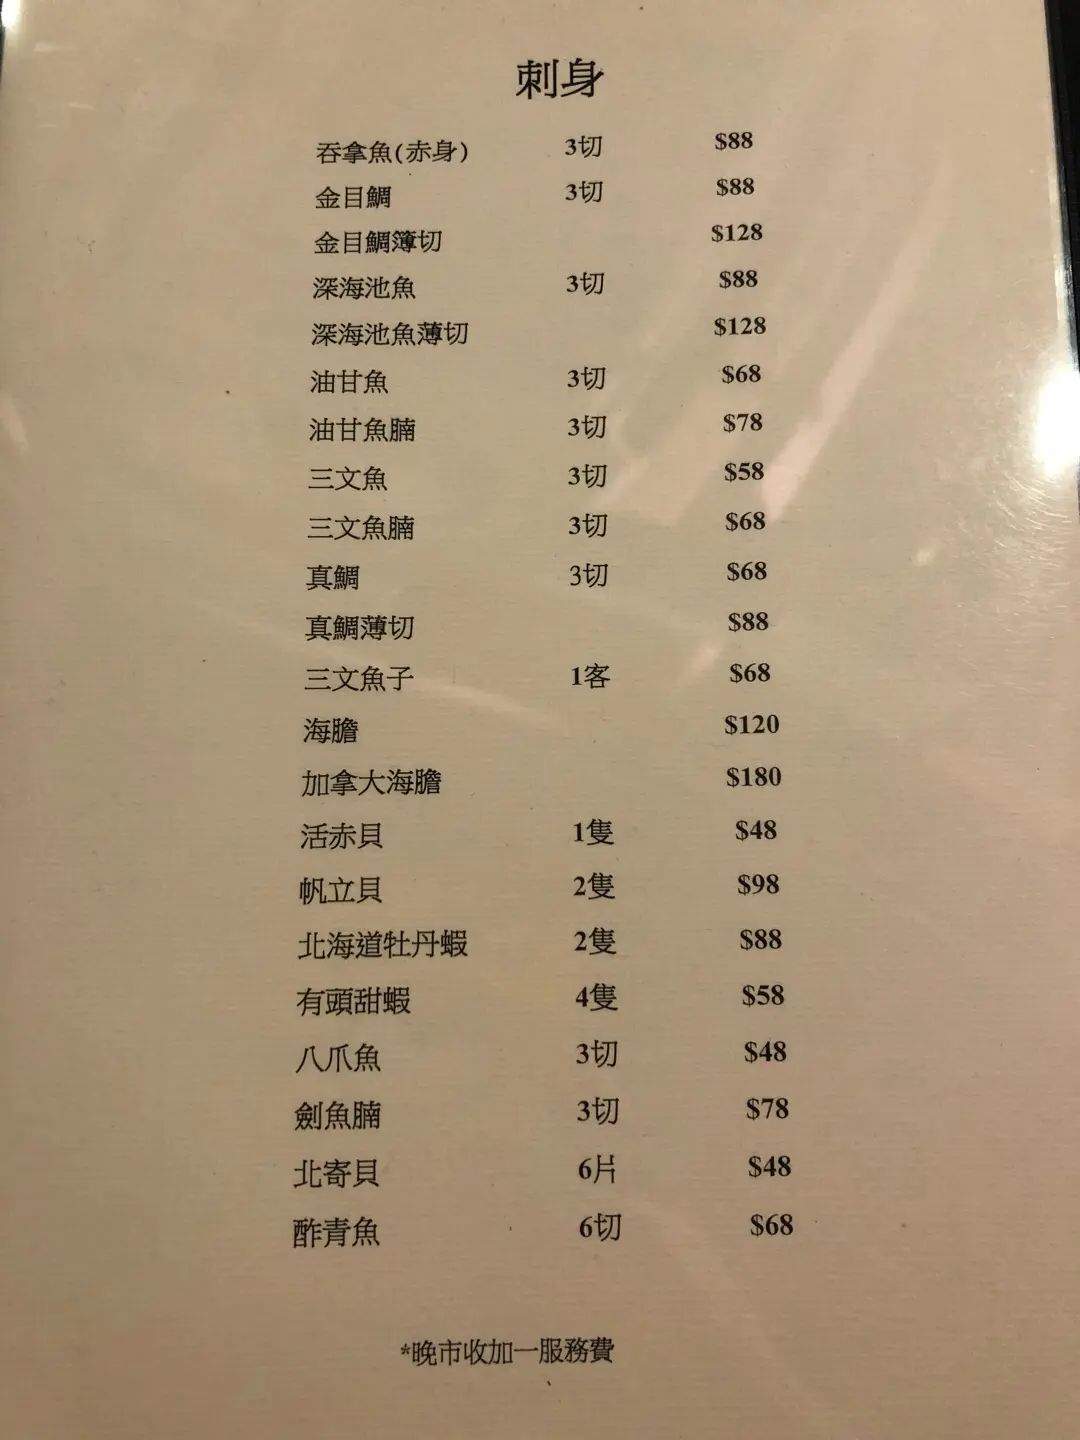 刺身
吞拿魚(赤身) 3切 $88
金目鯛 3切 $88
金目鯛簿切 $128
深海池魚 3切 $88
深海池魚薄切 $128
油甘魚 3切 $68
油甘魚腩 3切 $78
三文魚 3切 $58
三文魚腩 3切 $68
真鯛 3切 $68
真鯛薄切 $88
三文魚子 1客 $68
海膽 $120
加拿大海膽 $180
活赤貝 1隻 $48
帆立貝 2隻 $98
北海道牡丹蝦 2隻 $88
有頭甜蝦 4隻 $58
八爪魚 3切 $48
劍魚腩 3切 $78
北寄貝 6片 $48
酢青魚 6切 $68
*晚市收加一服務費